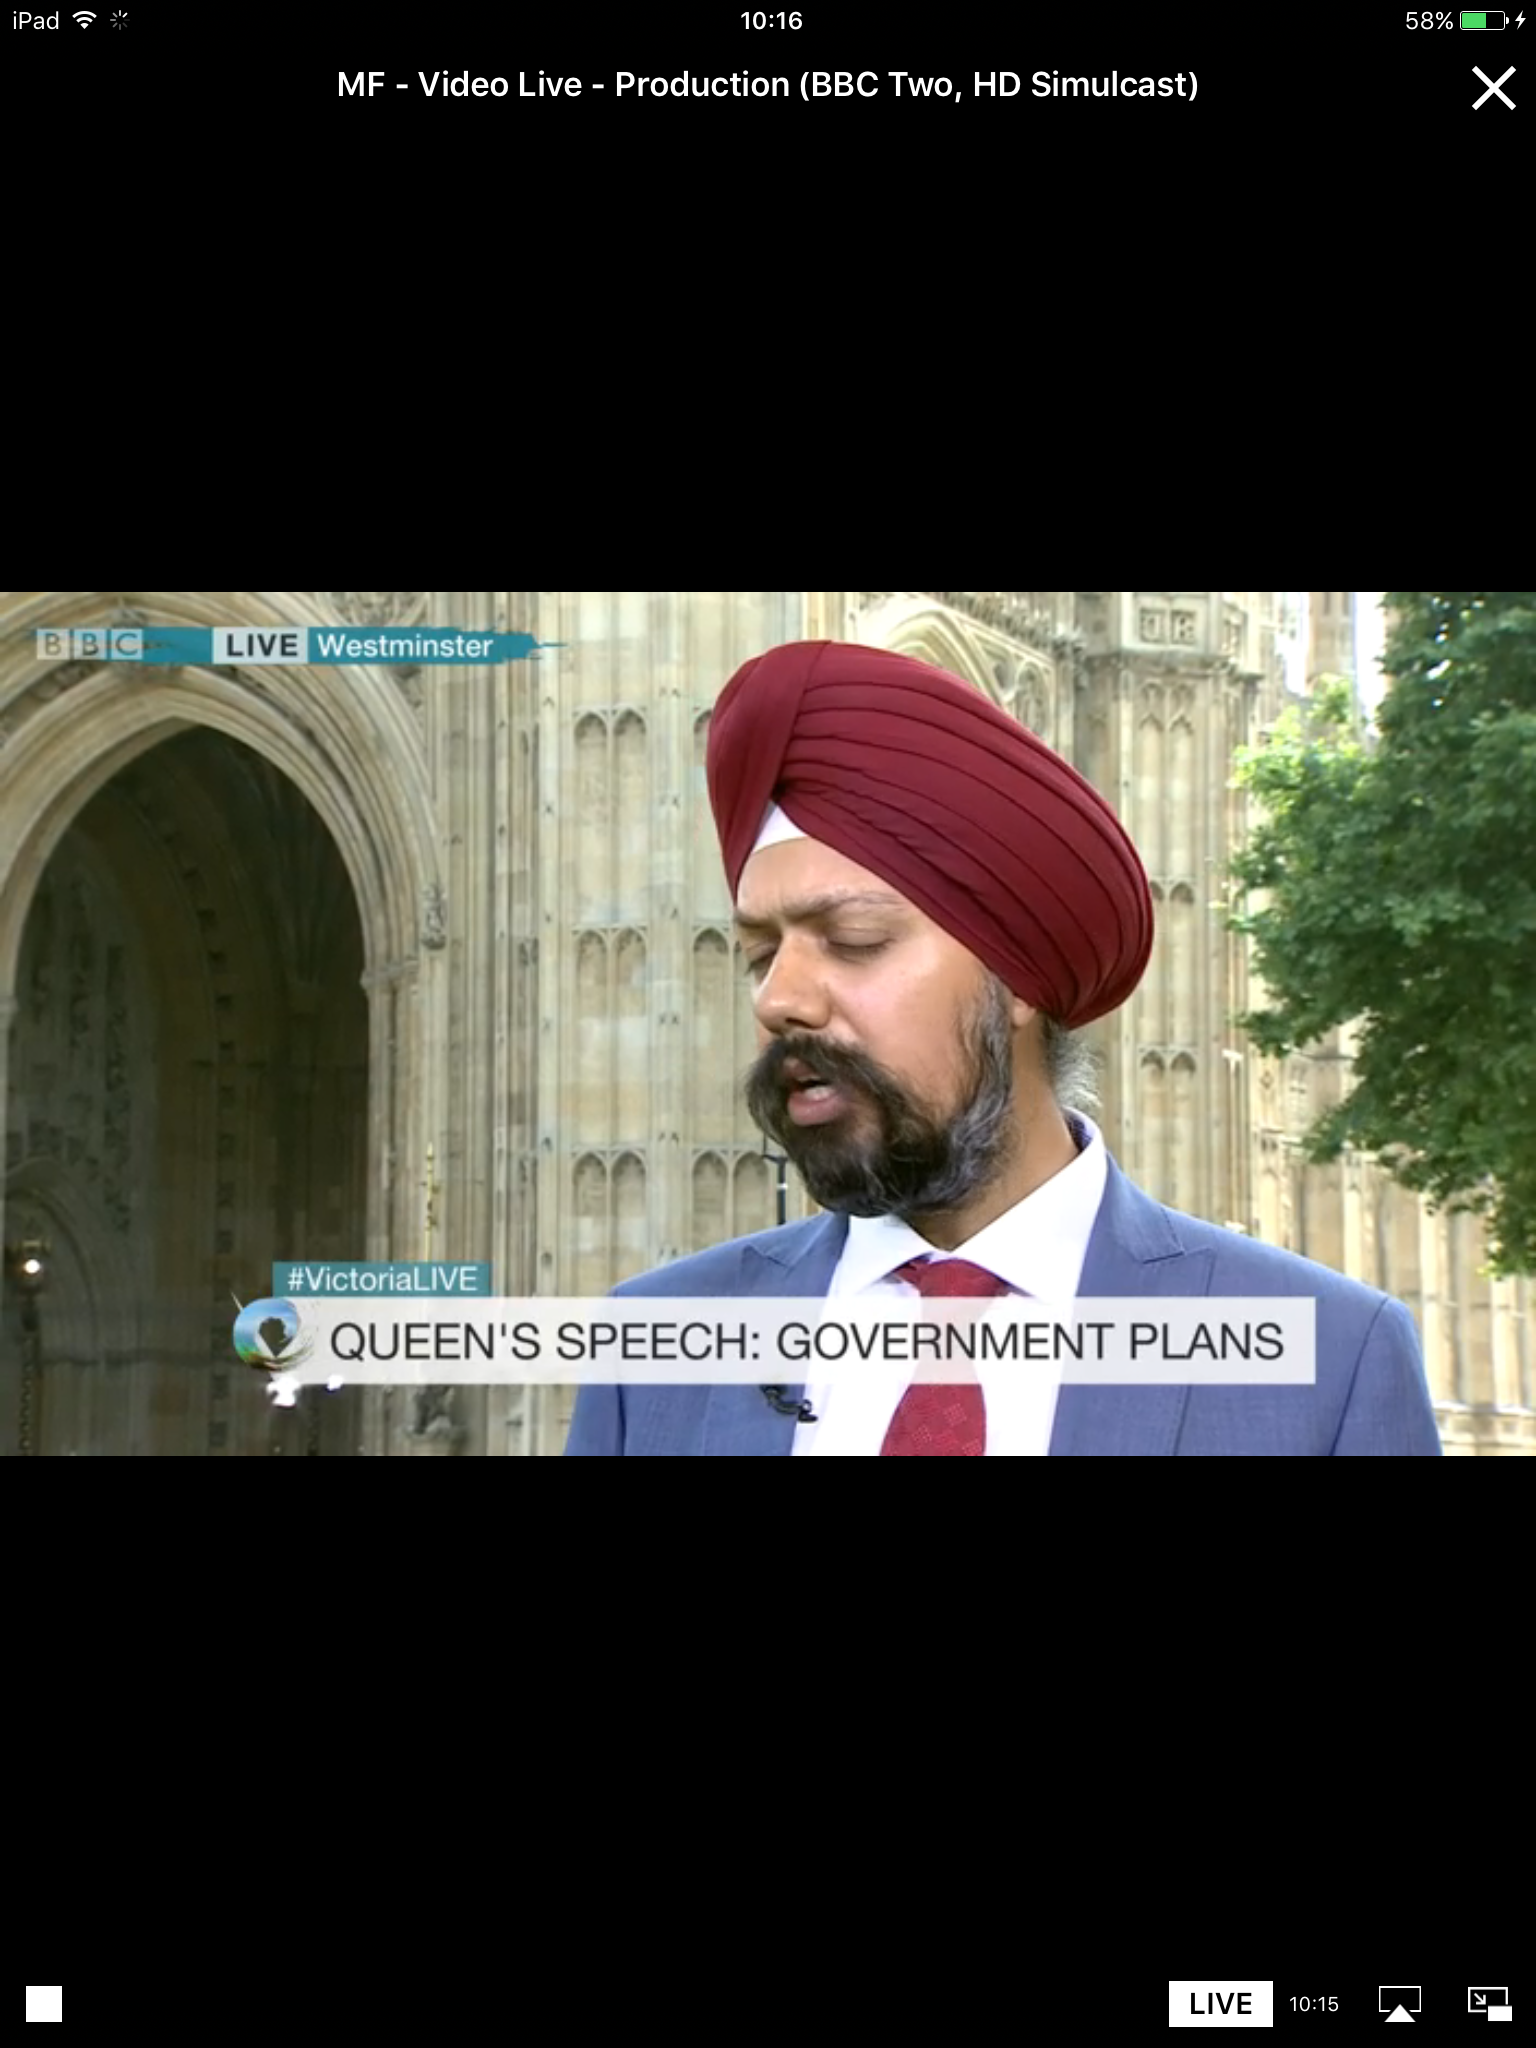 iPad
10:16
58%
MF - Video Live - Production (BBC Two, HD Simulcast)
BBC LIVE Westminster
#VictoriaLIVE
QUEEN'S SPEECH: GOVERNMENT PLANS
LIVE 10:15